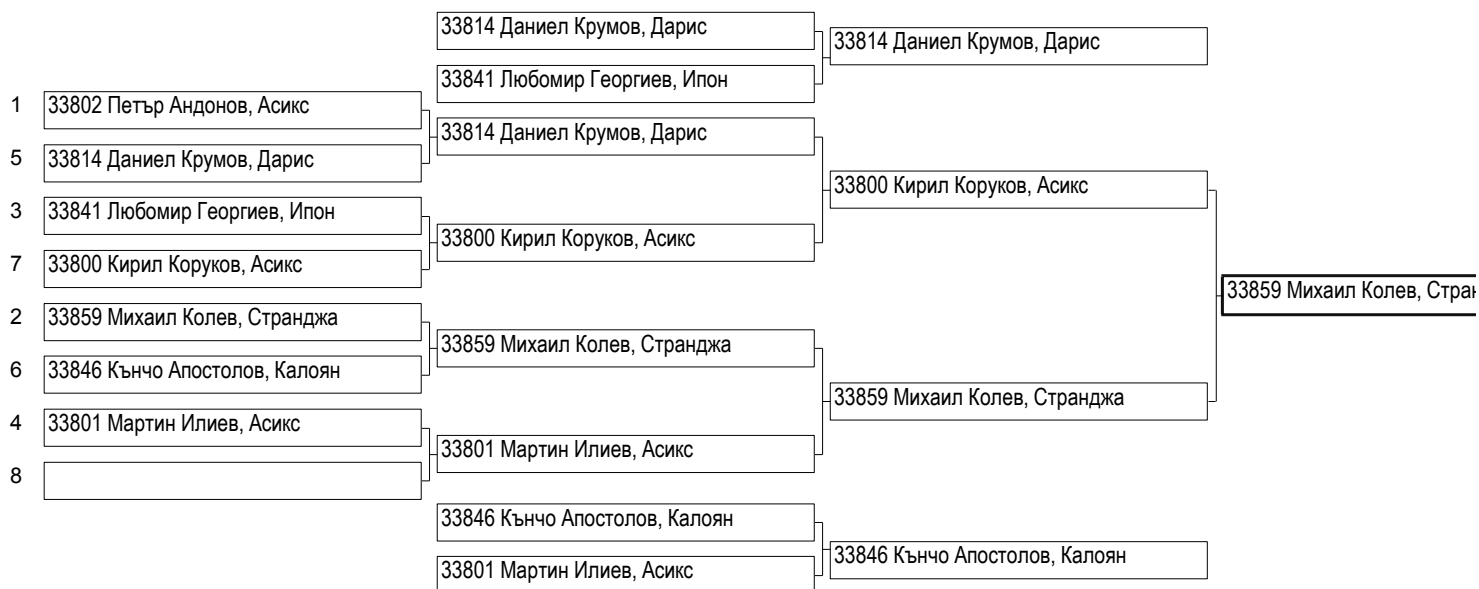 33814 Даниел Крумов, Дарис
33814 Даниел Крумов, Дарис
33841 Любомир Георгиев, Ипон
1 33802 Петър Андонов, Асикс
33814 Даниел Крумов, Дарис
5 33814 Даниел Крумов, Дарис
33800 Кирил Коруков, Асикс
3 33841 Любомир Георгиев, Ипон
33800 Кирил Коруков, Асикс
7 33800 Кирил Коруков, Асикс
33859 Михаил Колев, Стран
2 33859 Михаил Колев, Странджа
33859 Михаил Колев, Странджа
6 33846 Кънчо Апостолов, Калоян
33859 Михаил Колев, Странджа
4 33801 Мартин Илиев, Асикс
33801 Мартин Илиев, Асикс
8
33846 Кънчо Апостолов, Калоян
33846 Кънчо Апостолов, Калоян
33801 Мартин Илиев, Асикс